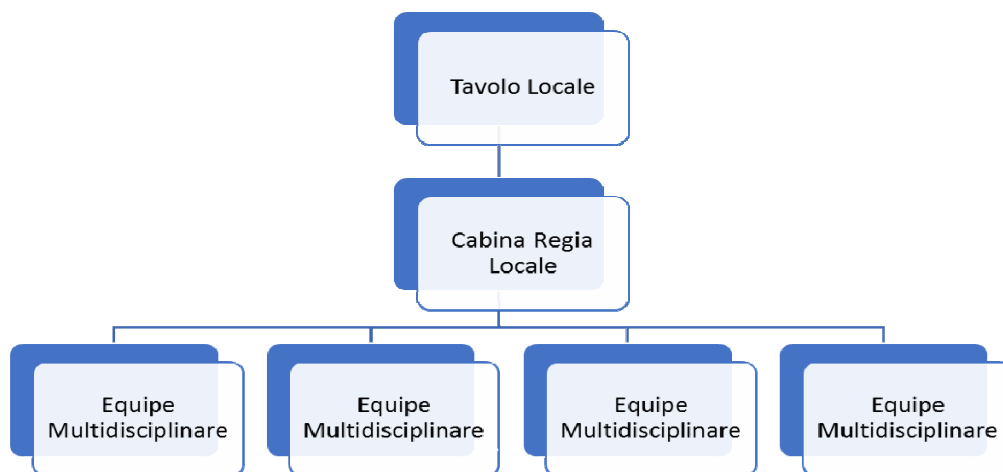 Tavolo Locale
Cabina Regia
Locale
Equipe
Multidisciplinare
Equipe
Multidisciplinare
Equipe
Multidisciplinare
Equipe
Multidisciplinare